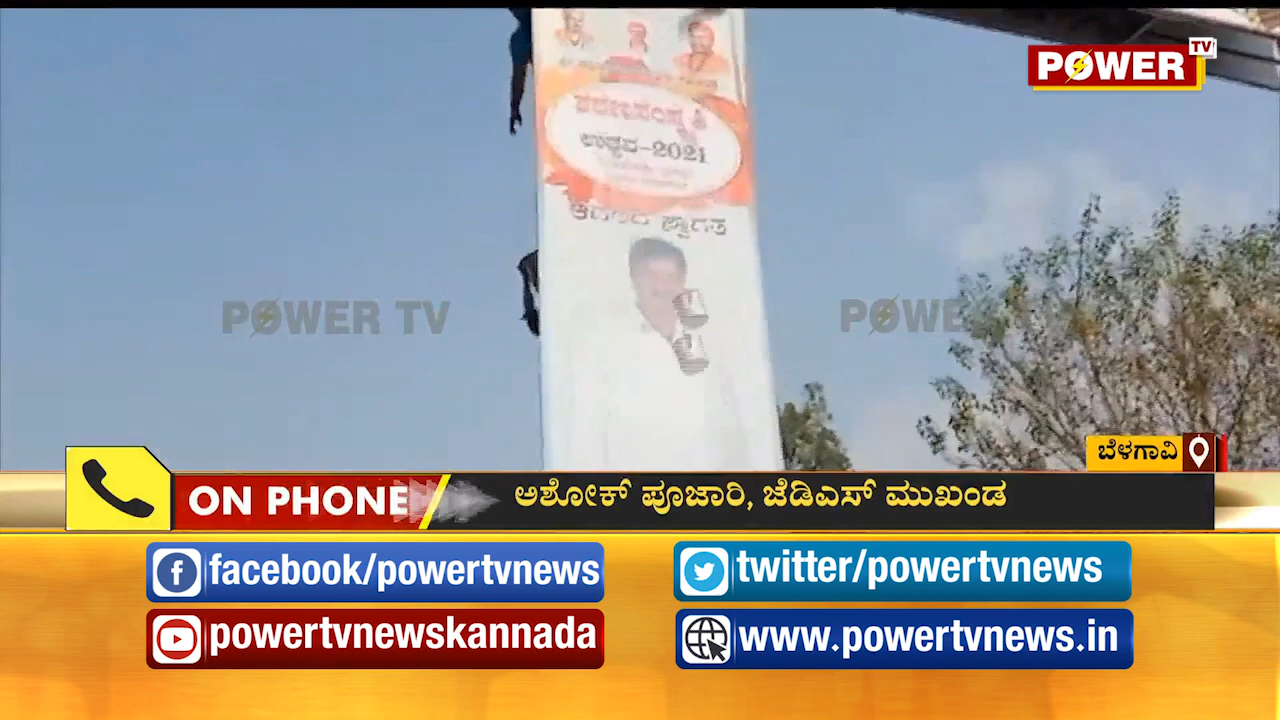 POWER TV
ಉತ್ಸವ-2021
POWER TV
POWER
ಬೆಳಗಾವಿ
ON PHONE
ಅಶೋಕ್ ಪೂಜಾರಿ, ಜೆಡಿಎಸ್ ಮುಖಂಡ
facebook/powertvnews
twitter/powertvnews
powertvnewskannada
www.powertvnews.in